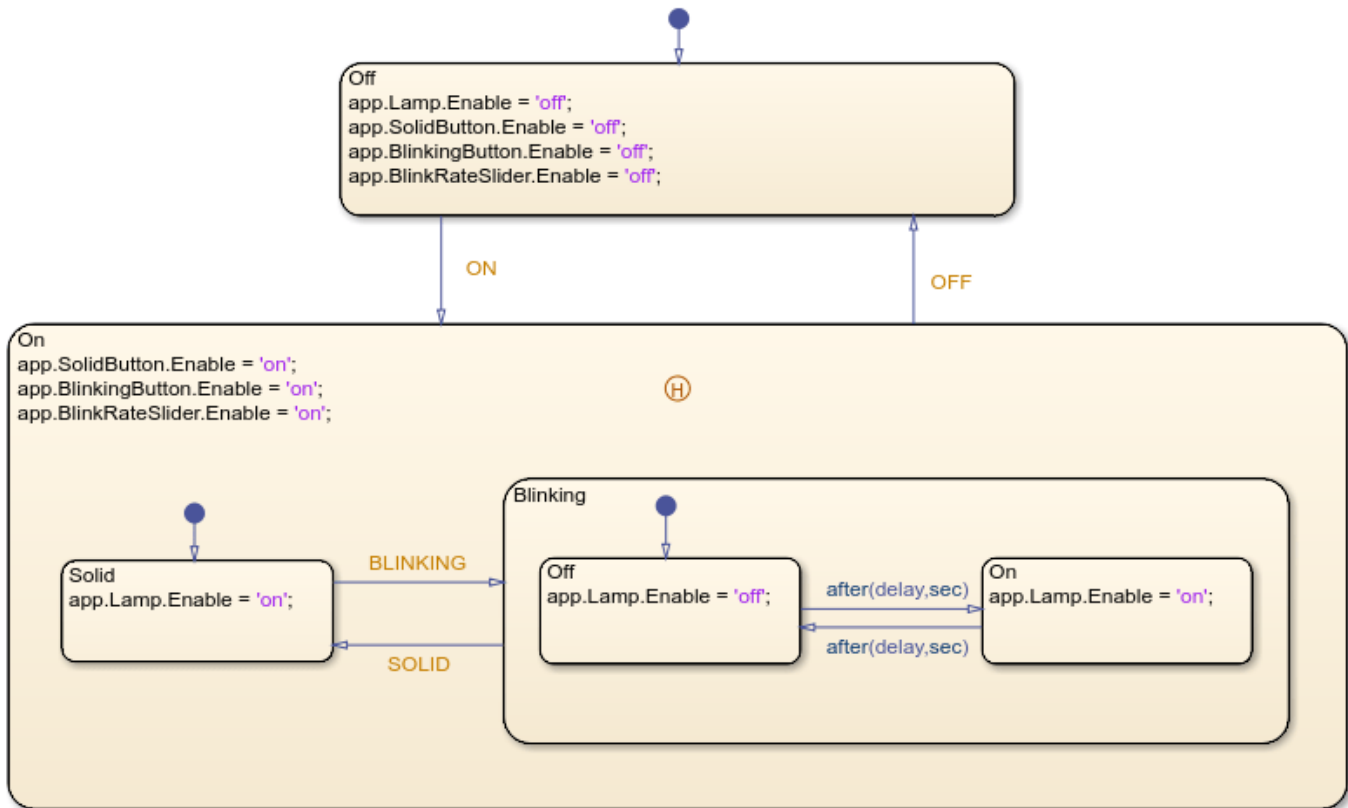 Off
app.Lamp.Enable = 'off';
app.SolidButton.Enable = 'off';
app.BlinkingButton.Enable = 'off';
app.BlinkRateSlider.Enable = 'off';
ON
OFF
On
app.SolidButton.Enable = 'on';
app.BlinkingButton.Enable = 'on';
app.BlinkRateSlider.Enable = 'on';
H
Solid
app.Lamp.Enable = 'on';
BLINKING
SOLID
Blinking
Off
app.Lamp.Enable = 'off';
after(delay,sec)
after(delay,sec)
On
app.Lamp.Enable = 'on';